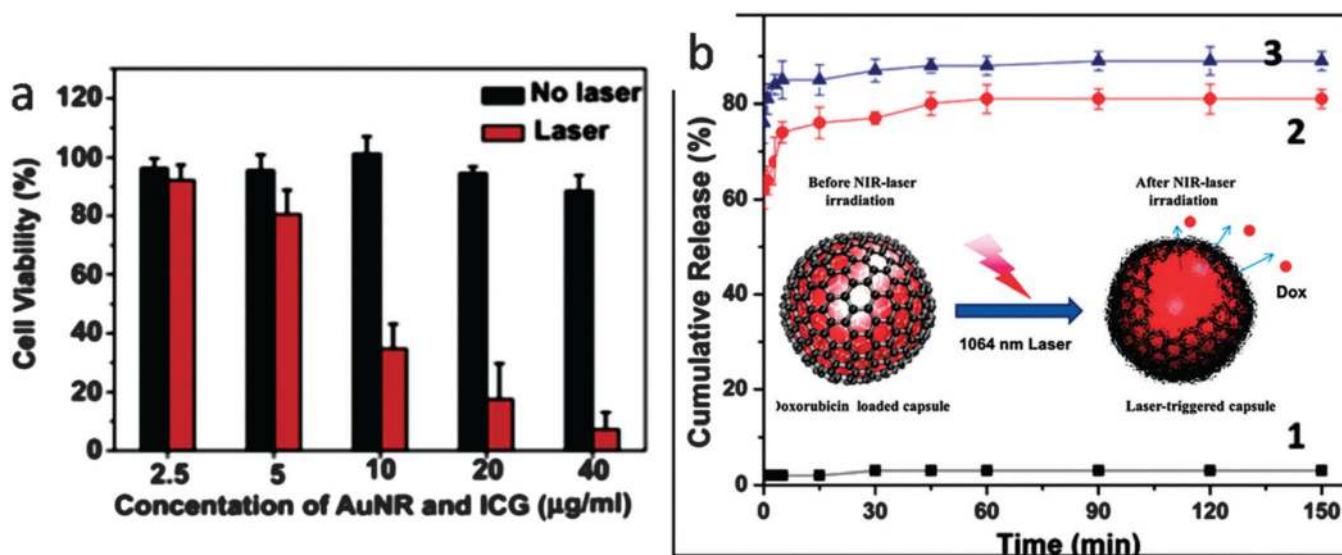 a
120
100
80
60
40
20
0
Cell Viability (%)
No laser
Laser
2.5 5 10 20 40
Concentration of AuNR and ICG (µg/ml)
b
80
60
40
20
0
Cumulative Release (%)
3
2
1
Before NIR-laser
irradiation
After NIR-laser
irradiation
1064 nm Laser
Dox
Doxorubicin loaded capsule
Laser-triggered capsule
0 30 60 90 120 150
Time (min)